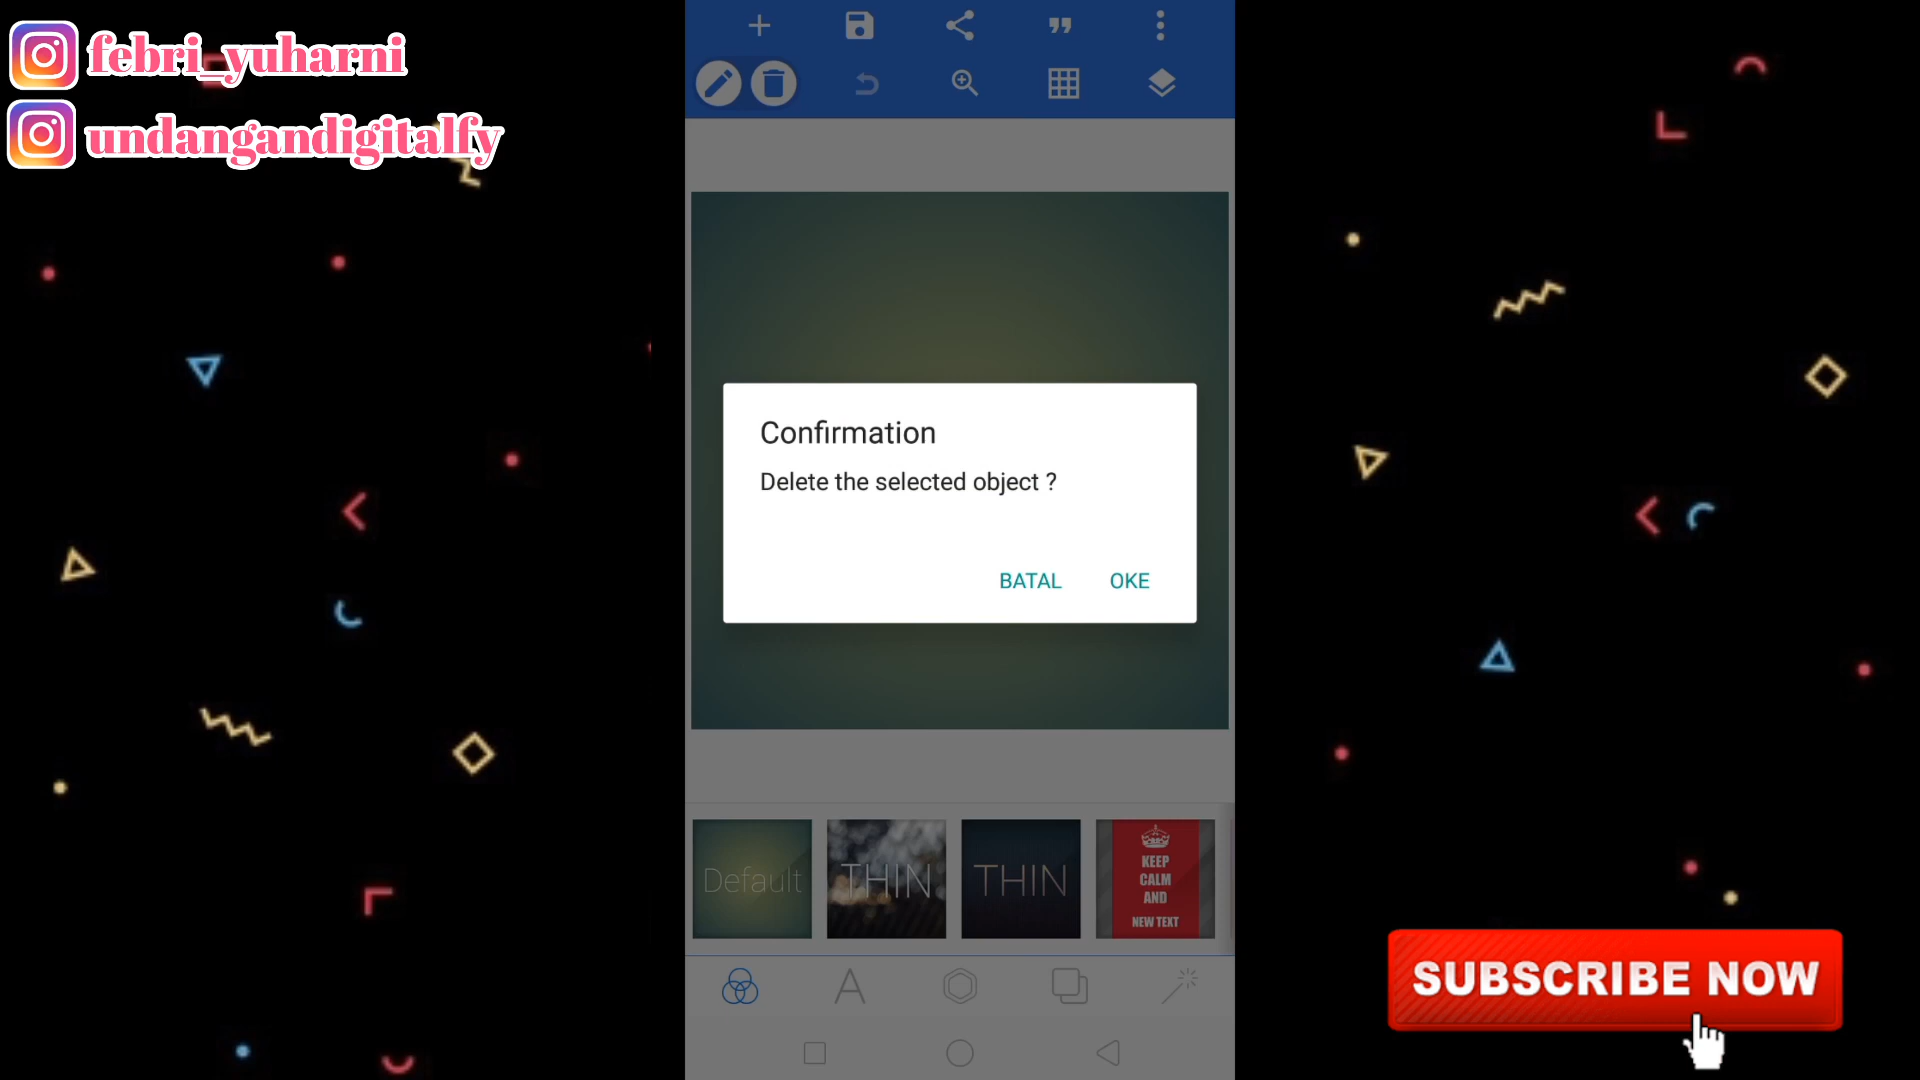 febri_yuharni
undangandigitalfy
Confirmation
Delete the selected object ?
BATAL OKE
Default
THIN
THIN
KEEP
CALM
AND
NEW TEXT
SUBSCRIBE NOW